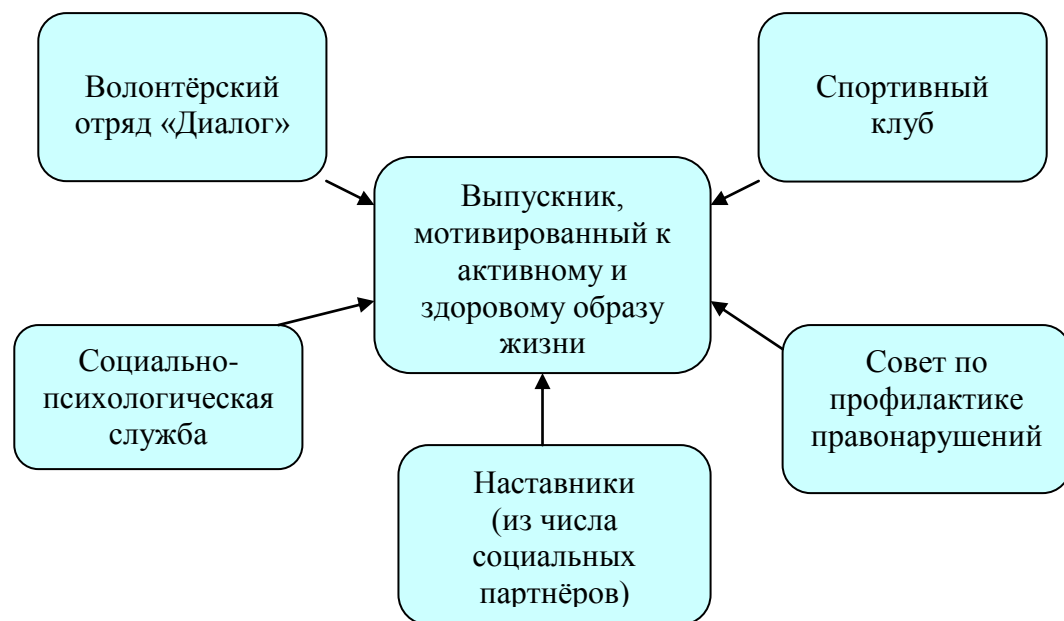 Волонтёрский
отряд «Диалог»
Спортивный
клуб
Выпускник,
мотивированный к
активному и
здоровому образу
жизни
Социально-
психологическая
служба
Совет по
профилактике
правонарушений
Наставники
(из числа
социальных
партнёров)